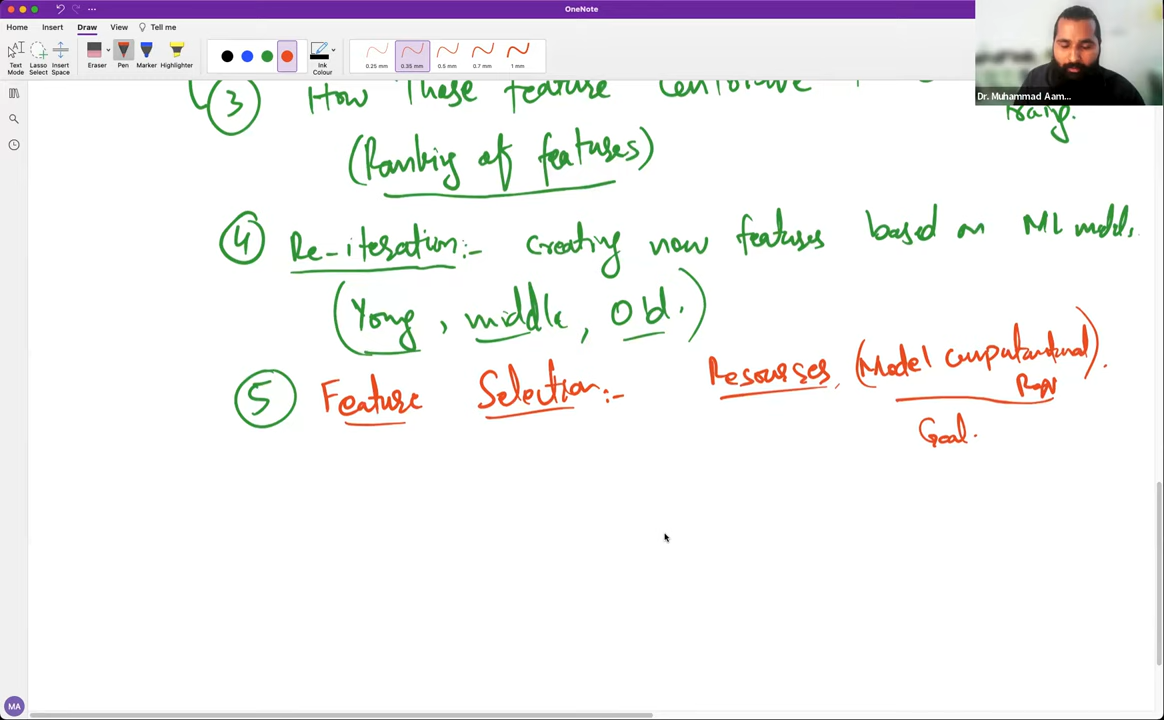 OneNote
Home Insert Draw View Tell me
Text Mode Lasso Select Insert Space Eraser Pen Marker Highlighter Ink Colour 0.25 mm 0.35 mm 0.5 mm 0.7 mm 1 mm
Dr. Muhammad Aam...
3 How These feature
(Ranking of features)
4 Re-iteration:- Creating new features based on ML model.
(Yong, middle, Old.)
5 Feature Selection:- Resourses, (Model computational).
Goal.
MA